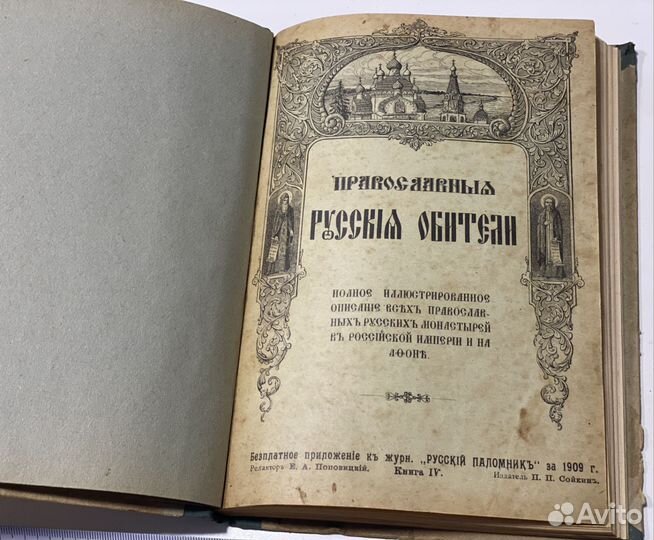 ПРАВОСЛАВНЫЯ
РУССКІЯ ОБИТЕЛИ
ПОЛНОЕ ИЛЛЮСТРИРОВАННОЕ
ОПИСАНІЕ ВСѢХЪ ПРАВОСЛАВ-
НЫХЪ РУССКИХЪ МОНАСТЫРЕЙ
ВЪ РОССІЙСКОЙ ИМПЕРІИ И НА
АѲОНѢ.
Безплатное приложеніе къ журн. „РУССКІЙ ПАЛОМНИКЪ" за 1909 г.
Редакторъ Е. А. Поповицкій. Книга IV. Издатель П. П. Сойкинъ.
Avito